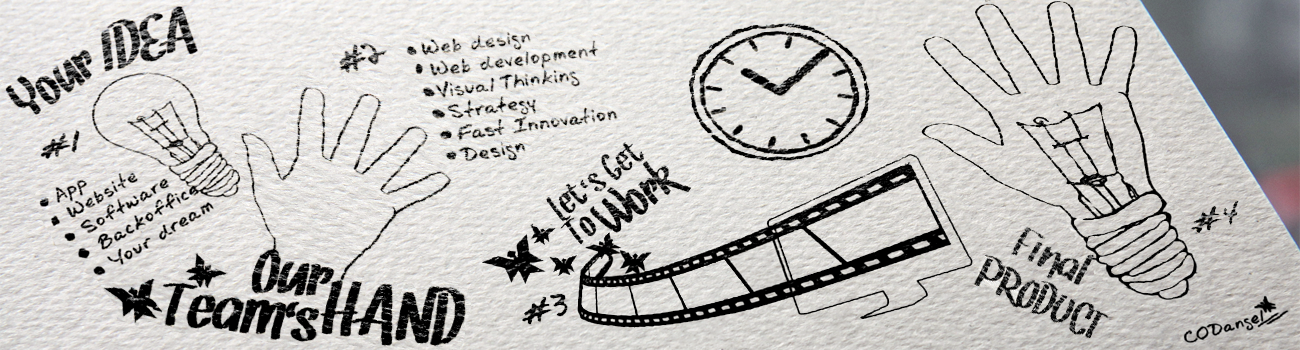 Your IDEA
#1
• App
• Website
• Software
• Backoffice
• Your dream
Our
Team's HAND
#2
• Web design
• Web development
• Visual Thinking
• Strategy
• Fast Innovation
• Design
Let's Get
To Work
#3
#4
Final
PRODUCT
CODangel